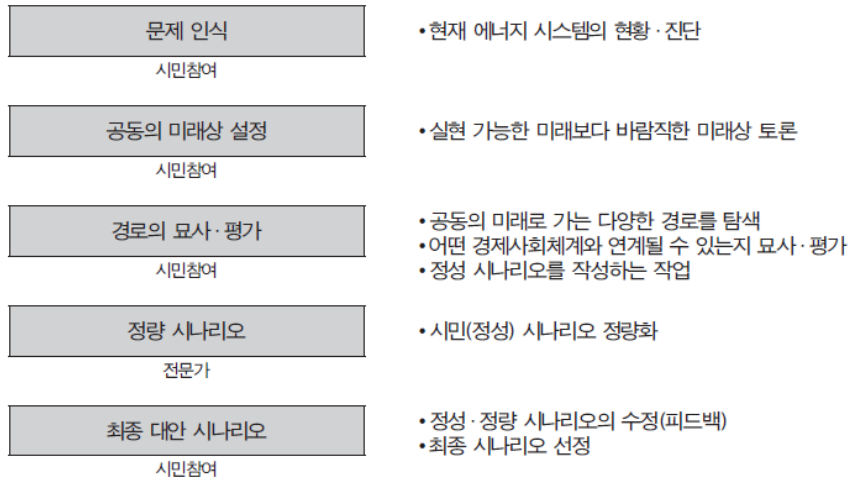 문제 인식
• 현재 에너지 시스템의 현황·진단
시민참여
공동의 미래상 설정
• 실현 가능한 미래보다 바람직한 미래상 토론
시민참여
경로의 묘사·평가
• 공동의 미래로 가는 다양한 경로를 탐색
• 어떤 경제사회체계와 연계될 수 있는지 묘사·평가
• 정성 시나리오를 작성하는 작업
시민참여
정량 시나리오
• 시민(정성) 시나리오 정량화
전문가
최종 대안 시나리오
• 정성·정량 시나리오의 수정(피드백)
• 최종 시나리오 선정
시민참여